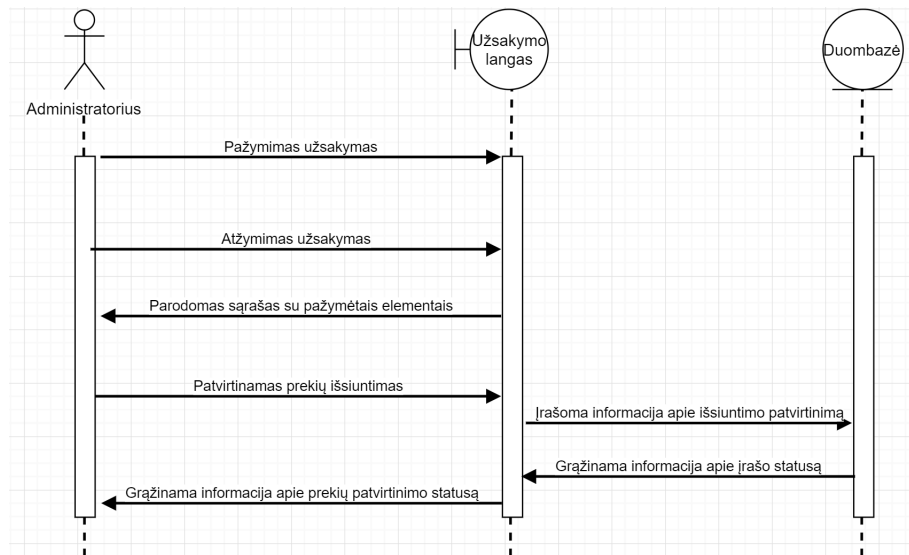 Užsakymo
langas
Duombazė
Administratorius
Pažymimas užsakymas
Atžymimas užsakymas
Parodomas sąrašas su pažymėtais elementais
Patvirtinamas prekių išsiuntimas
Įrašoma informacija apie išsiuntimo patvirtinimą
Grąžinama informacija apie įrašo statusą
Grąžinama informacija apie prekių patvirtinimo statusą